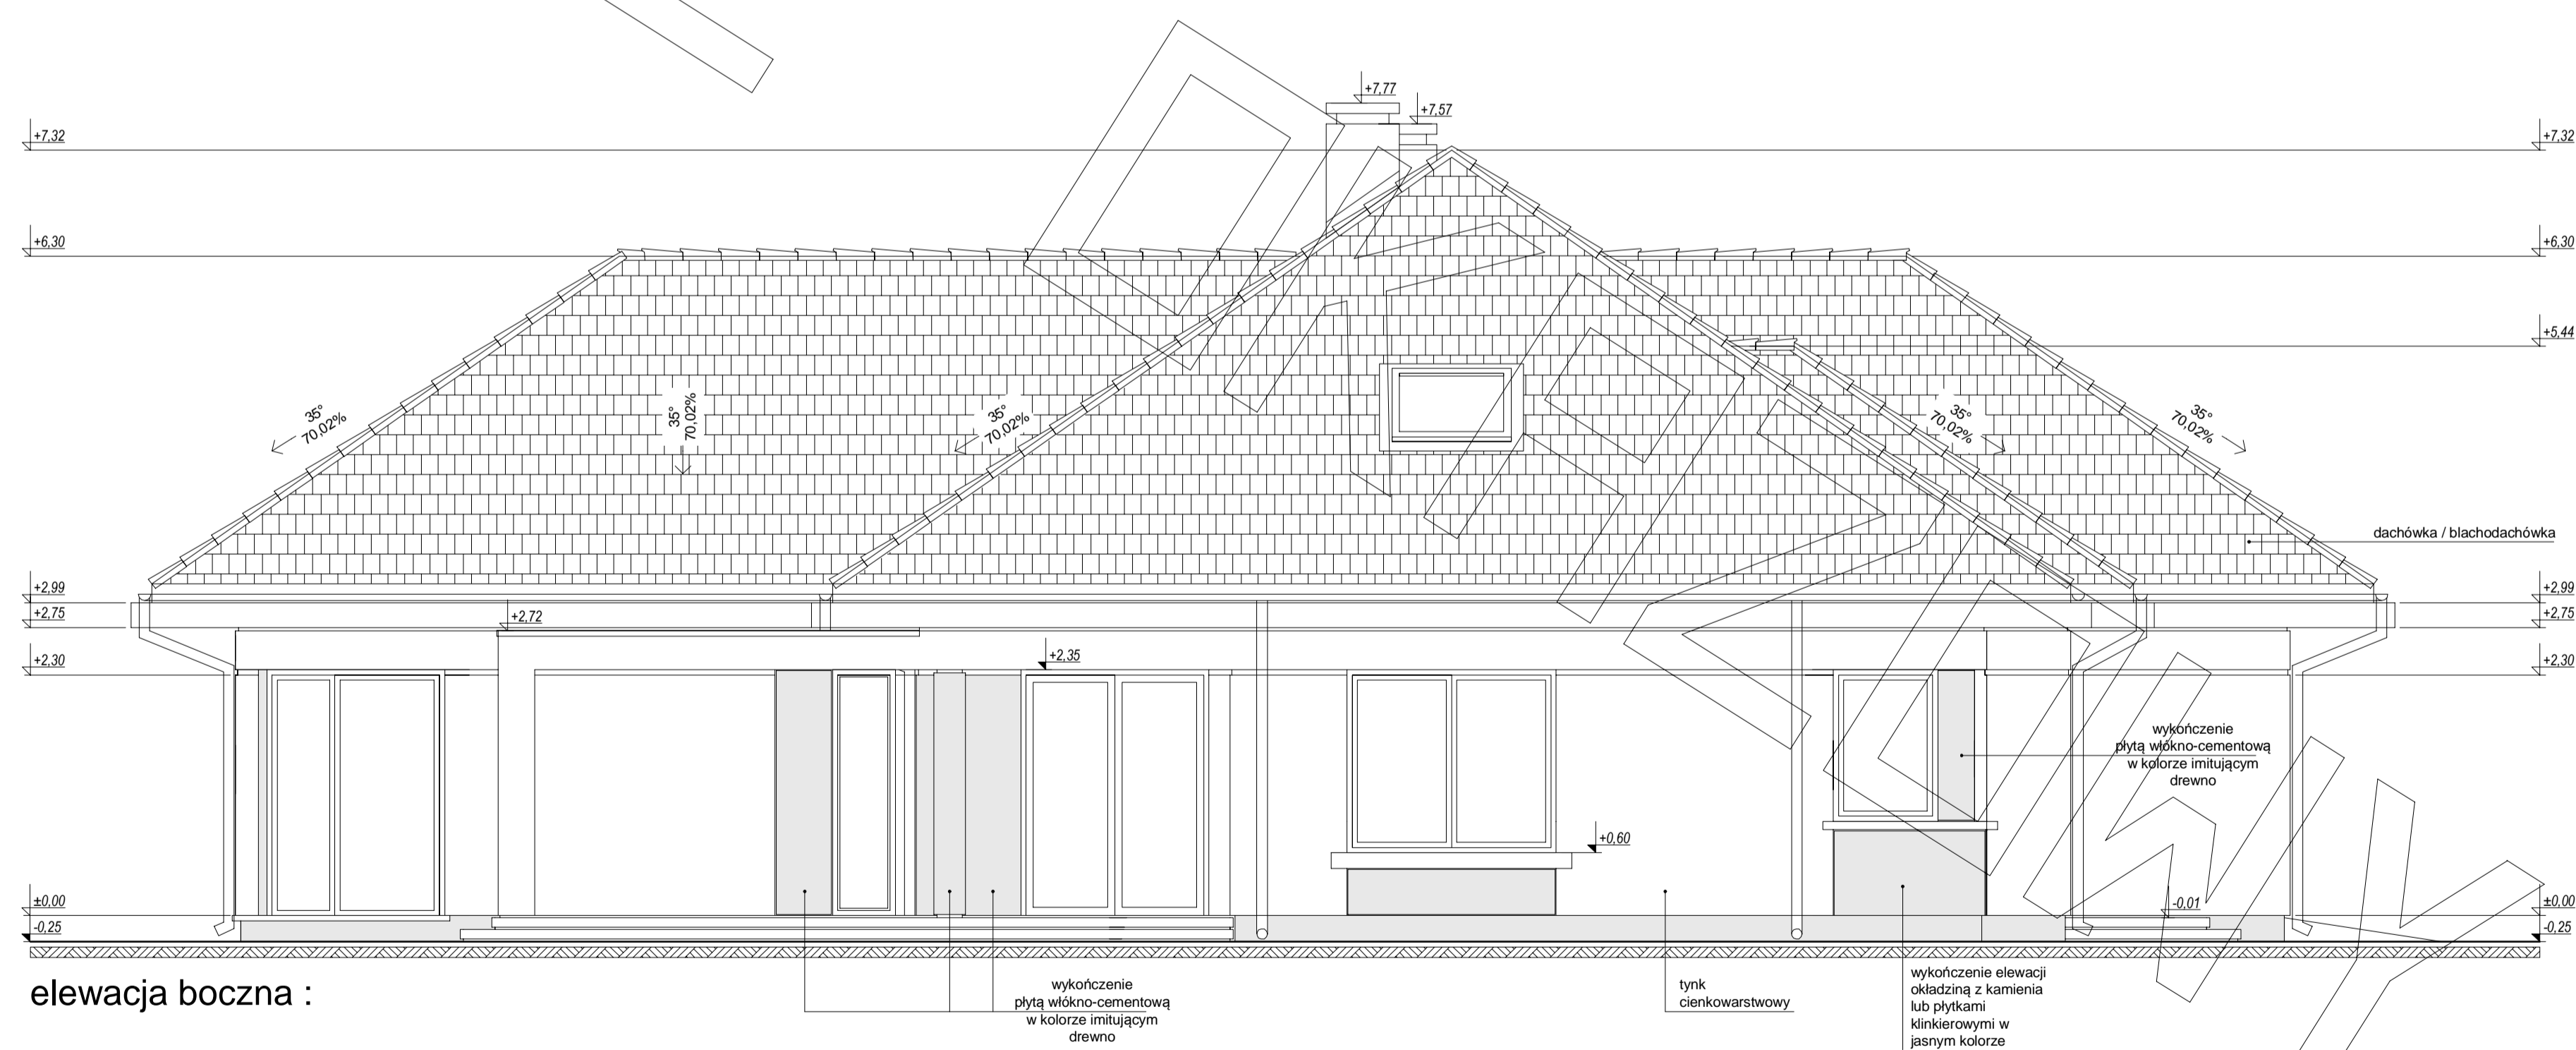 +7,77
+7,57
+7,32
+7,32
+6,30
+6,30
+5,44
35°
70,02%
35°
70,02%
35°
70,02%
35°
70,02%
35°
70,02%
dachówka / blachodachówka
+2,99
+2,99
+2,75
+2,75
+2,72
+2,35
+2,30
+2,30
wykończenie
płytą włókno-cementową
w kolorze imitującym
drewno
+0,60
±0,00
-0,01
±0,00
-0,25
-0,25
elewacja boczna :
wykończenie
płytą włókno-cementową
w kolorze imitującym
drewno
tynk
cienkowarstwowy
wykończenie elewacji
okładziną z kamienia
lub płytkami
klinkierowymi w
jasnym kolorze